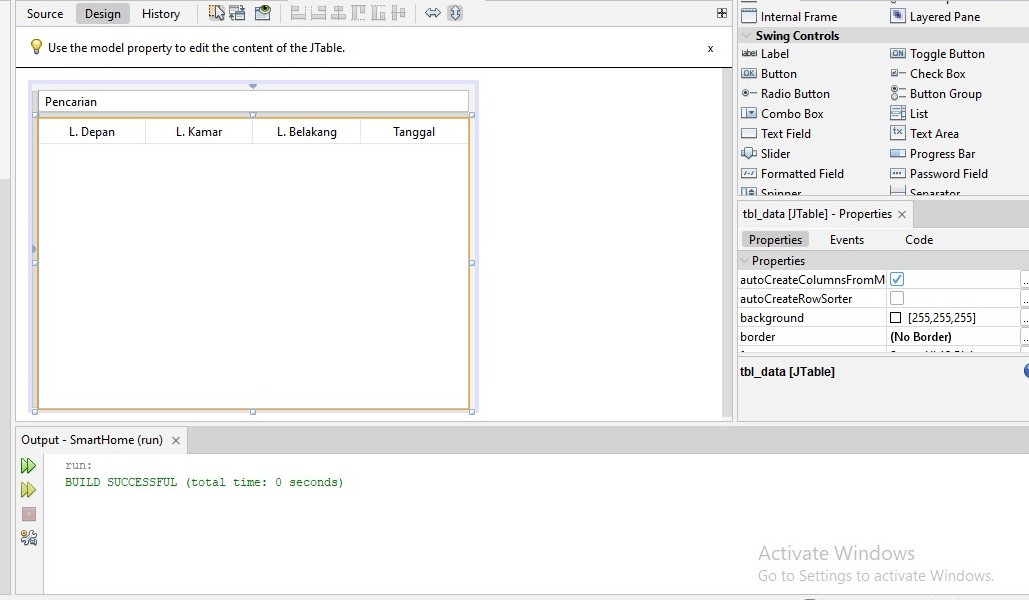 Source Design History
Use the model property to edit the content of the JTable. x
Pencarian
L. Depan L. Kamar L. Belakang Tanggal
Internal Frame Layered Pane
Swing Controls
label Label ON Toggle Button
OK Button Check Box
Radio Button Button Group
Combo Box List
Text Field tx Text Area
Slider Progress Bar
Formatted Field Password Field
Spinner Separator
tbl_data [JTable] - Properties
Properties Events Code
Properties
autoCreateColumnsFromM
autoCreateRowSorter
background [255,255,255]
border (No Border)
tbl_data [JTable]
Output - SmartHome (run)
run:
BUILD SUCCESSFUL (total time: 0 seconds)
Activate Windows
Go to Settings to activate Windows.